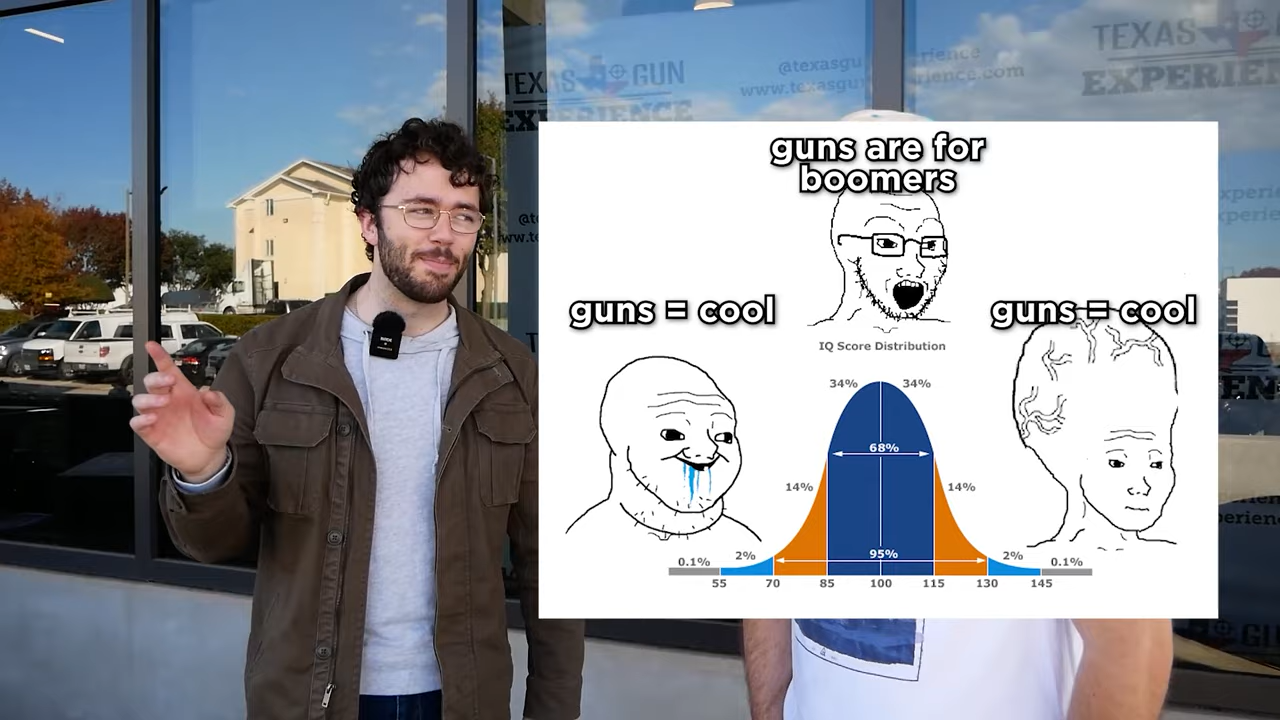 TEXAS GUN
EXPERIENCE
@texasgu
rience
www.texasgu
erience.com
TEXAS
EXPERIE
guns are for
boomers
guns = cool
guns = cool
IQ Score Distribution
34%
34%
68%
14%
14%
95%
0.1%
2%
2%
0.1%
55
70
85
100
115
130
145